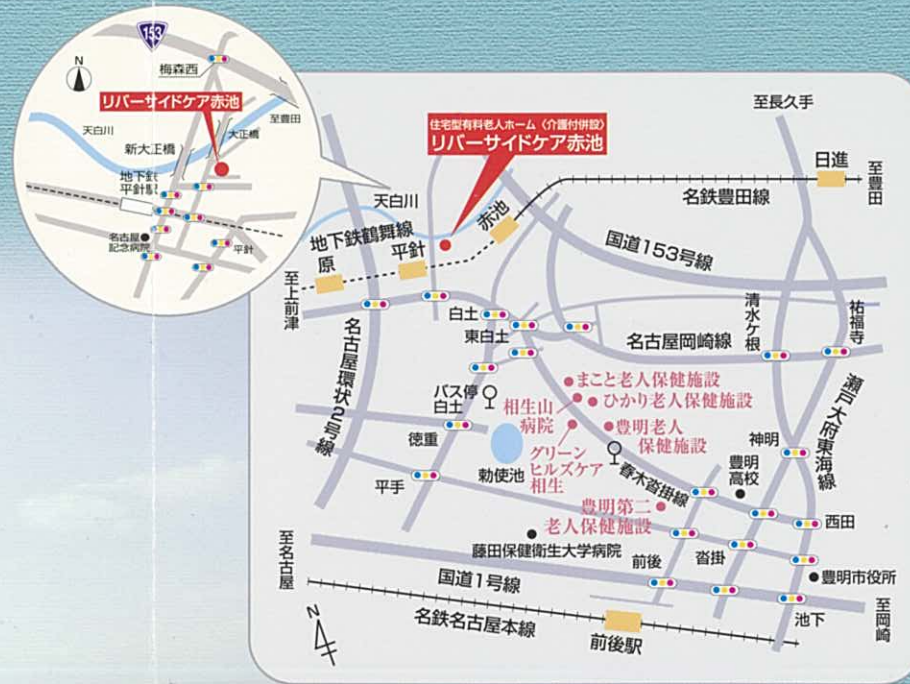 153
梅森西
N
リバーサイドケア赤池
天白川
大正橋
至豊田
新大正橋
地下鉄
平針駅
名古屋
記念病院
平針
至長久手
住宅型有料老人ホーム〈介護付併設〉
リバーサイドケア赤池
日進
至豊田
名鉄豊田線
天白川
赤池
地下鉄鶴舞線
平針
原
国道153号線
至上前津
白土
清水ケ根
祐福寺
東白土
名古屋岡崎線
名古屋環状2号線
バス停
白土
まこと老人保健施設
ひかり老人保健施設
相生山
病院
豊明老人
保健施設
瀬戸大府東海線
徳重
グリーン
ヒルズケア
相生
神明
勅使池
春木沓掛線
豊明
高校
平手
豊明第二
老人保健施設
西田
至名古屋
藤田保健衛生大学病院
前後
沓掛
国道1号線
豊明市役所
至岡崎
池下
N
名鉄名古屋本線
前後駅